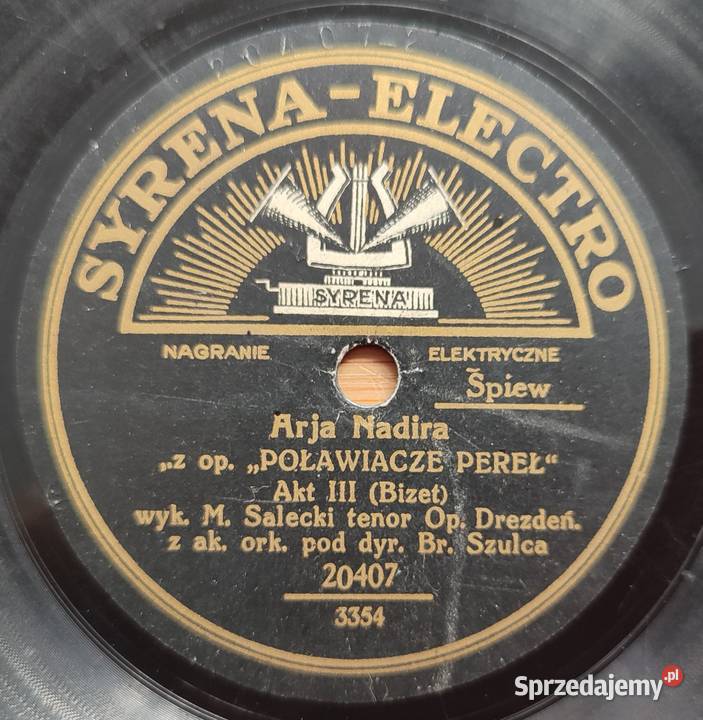 SYRENA-ELECTRO
SYRENA
NAGRANIE ELEKTRYCZNE
Śpiew
Arja Nadira
„z op. „POŁAWIACZE PEREŁ“
Akt III (Bizet)
wyk. M. Salecki tenor Op. Drezdeń.
z ak. ork. pod dyr. Br. Szulca
20407
3354
Sprzedajemy.pl